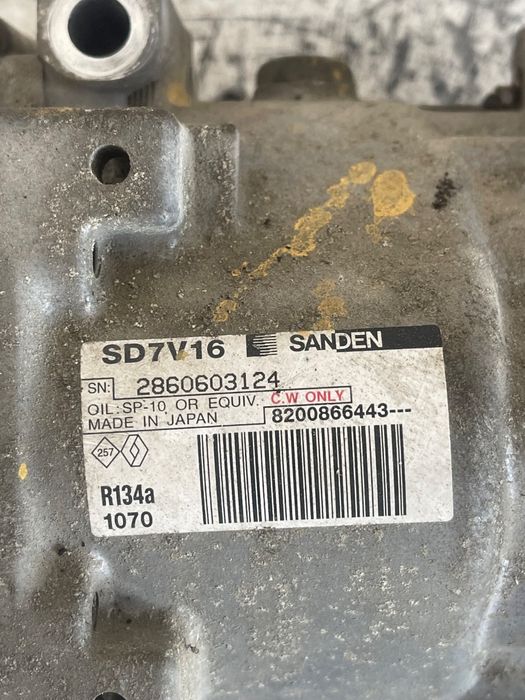 SD7V16 SANDEN
SN: 2860603124
OIL:SP-10 OR EQUIV. C.W ONLY
MADE IN JAPAN 8200866443---
257
R134a
1070